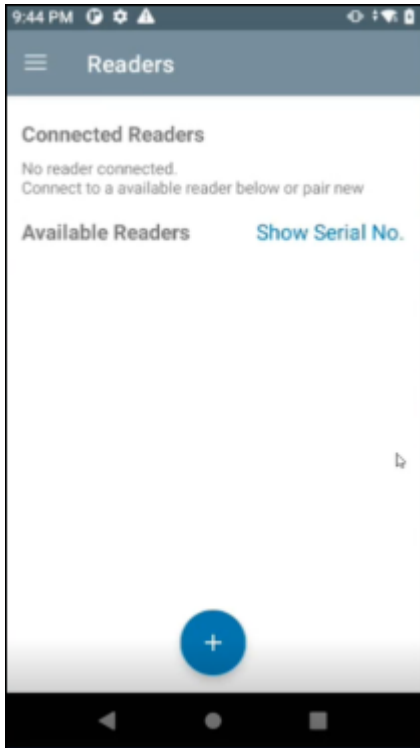 9:44 PM
Readers
Connected Readers
No reader connected.
Connect to a available reader below or pair new
Available Readers
Show Serial No.
+